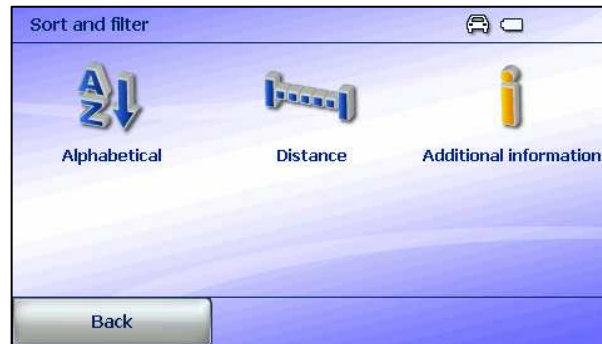 Sort and filter
A
Z
Alphabetical
Distance
Additional information
Back